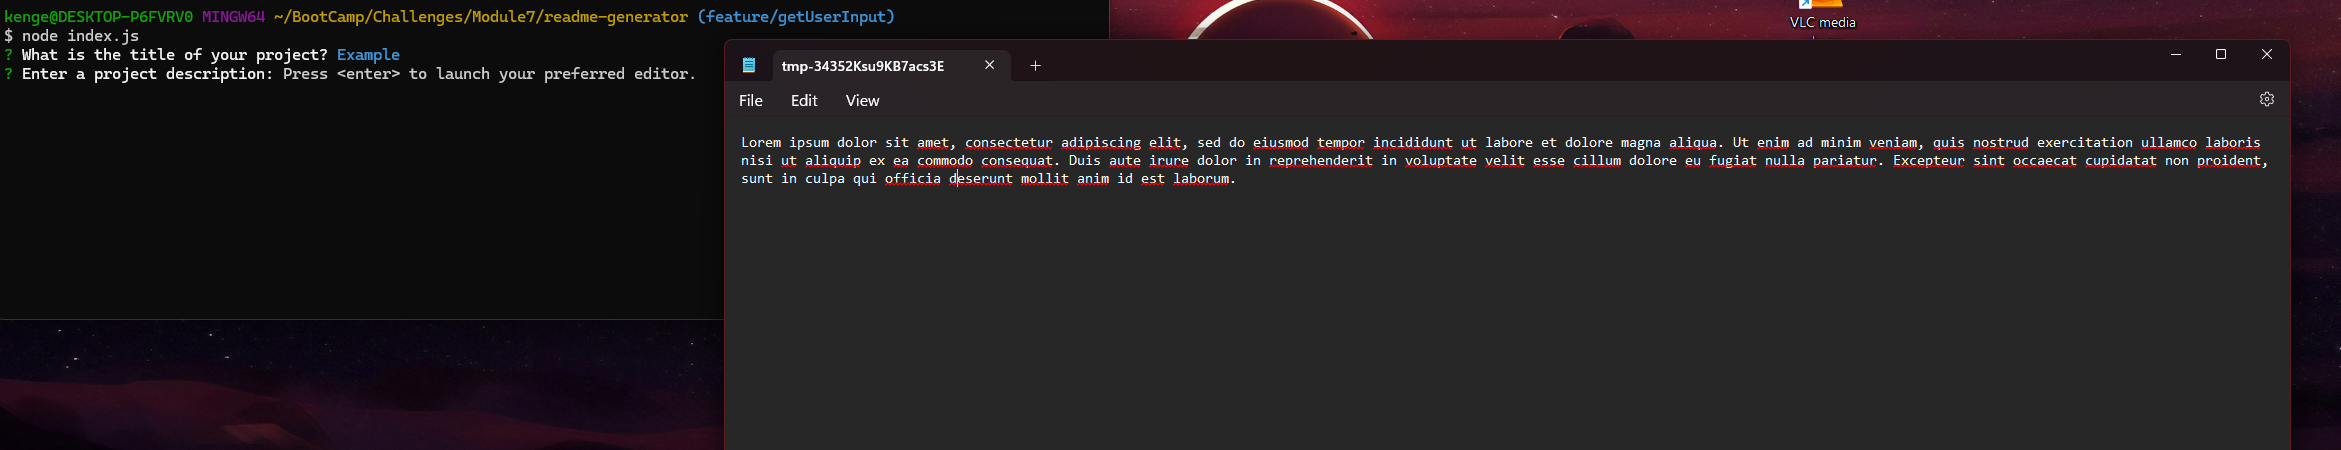 kenge@DESKTOP-P6FVRV0 MINGW64 ~/BootCamp/Challenges/Module7/readme-generator (feature/getUserInput)
$ node index.js
? What is the title of your project? Example
? Enter a project description: Press <enter> to launch your preferred editor.
VLC media
tmp-34352Ksu9KB7acs3E
File Edit View
Lorem ipsum dolor sit amet, consectetur adipiscing elit, sed do eiusmod tempor incididunt ut labore et dolore magna aliqua. Ut enim ad minim veniam, quis nostrud exercitation ullamco laboris
nisi ut aliquip ex ea commodo consequat. Duis aute irure dolor in reprehenderit in voluptate velit esse cillum dolore eu fugiat nulla pariatur. Excepteur sint occaecat cupidatat non proident,
sunt in culpa qui officia deserunt mollit anim id est laborum.